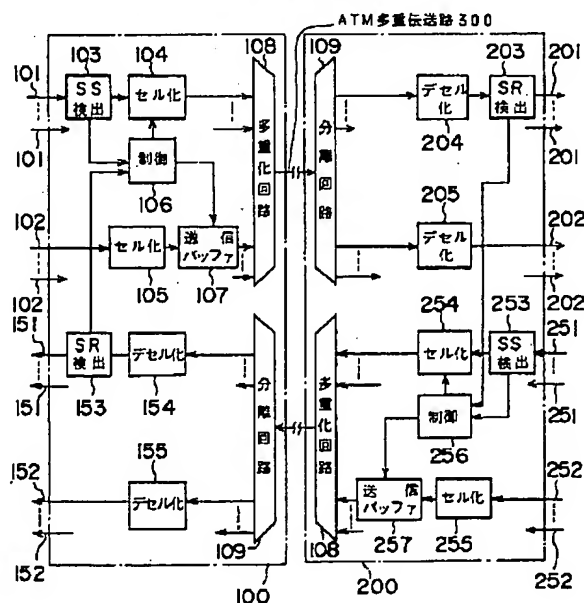 ATM多重伝送路300
103 104 108 109 203 201
101 SS検出 セル化 デセル化 SR検出
101 制御 204 201
106 多重化回路 分離回路
102 205 202
セル化 送信バッファ デセル化
102 105 107 202
151 254 253 251
SR検出 デセル化 セル化 SS検出
151 153 154 251
分離回路 多重化回路 制御
155 256
152 デセル化 送信バッファ セル化 252
152 109 108 257 255 252
100 200